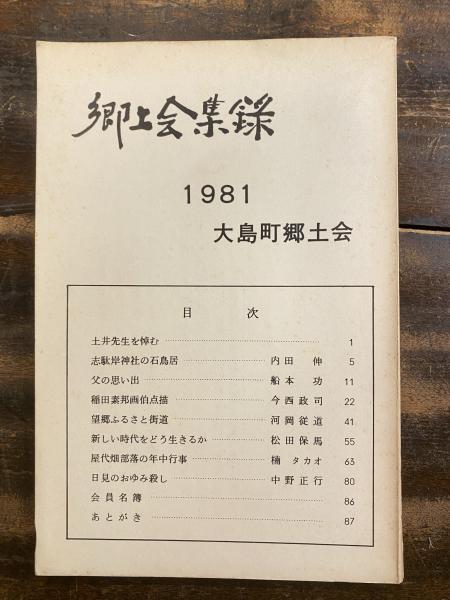 郷土会集録
1981
大島町郷土会
目次
土井先生を悼む 1
志駄岸神社の石鳥居 内田 伸 5
父の思い出 船本 功 11
稲田素邦画伯点描 今西政司 22
望郷ふるさと街道 河岡従道 41
新しい時代をどう生きるか 松田保馬 55
屋代畑部落の年中行事 楠 タカオ 63
日見のおゆみ殺し 中野正行 80
会員名簿 86
あとがき 87